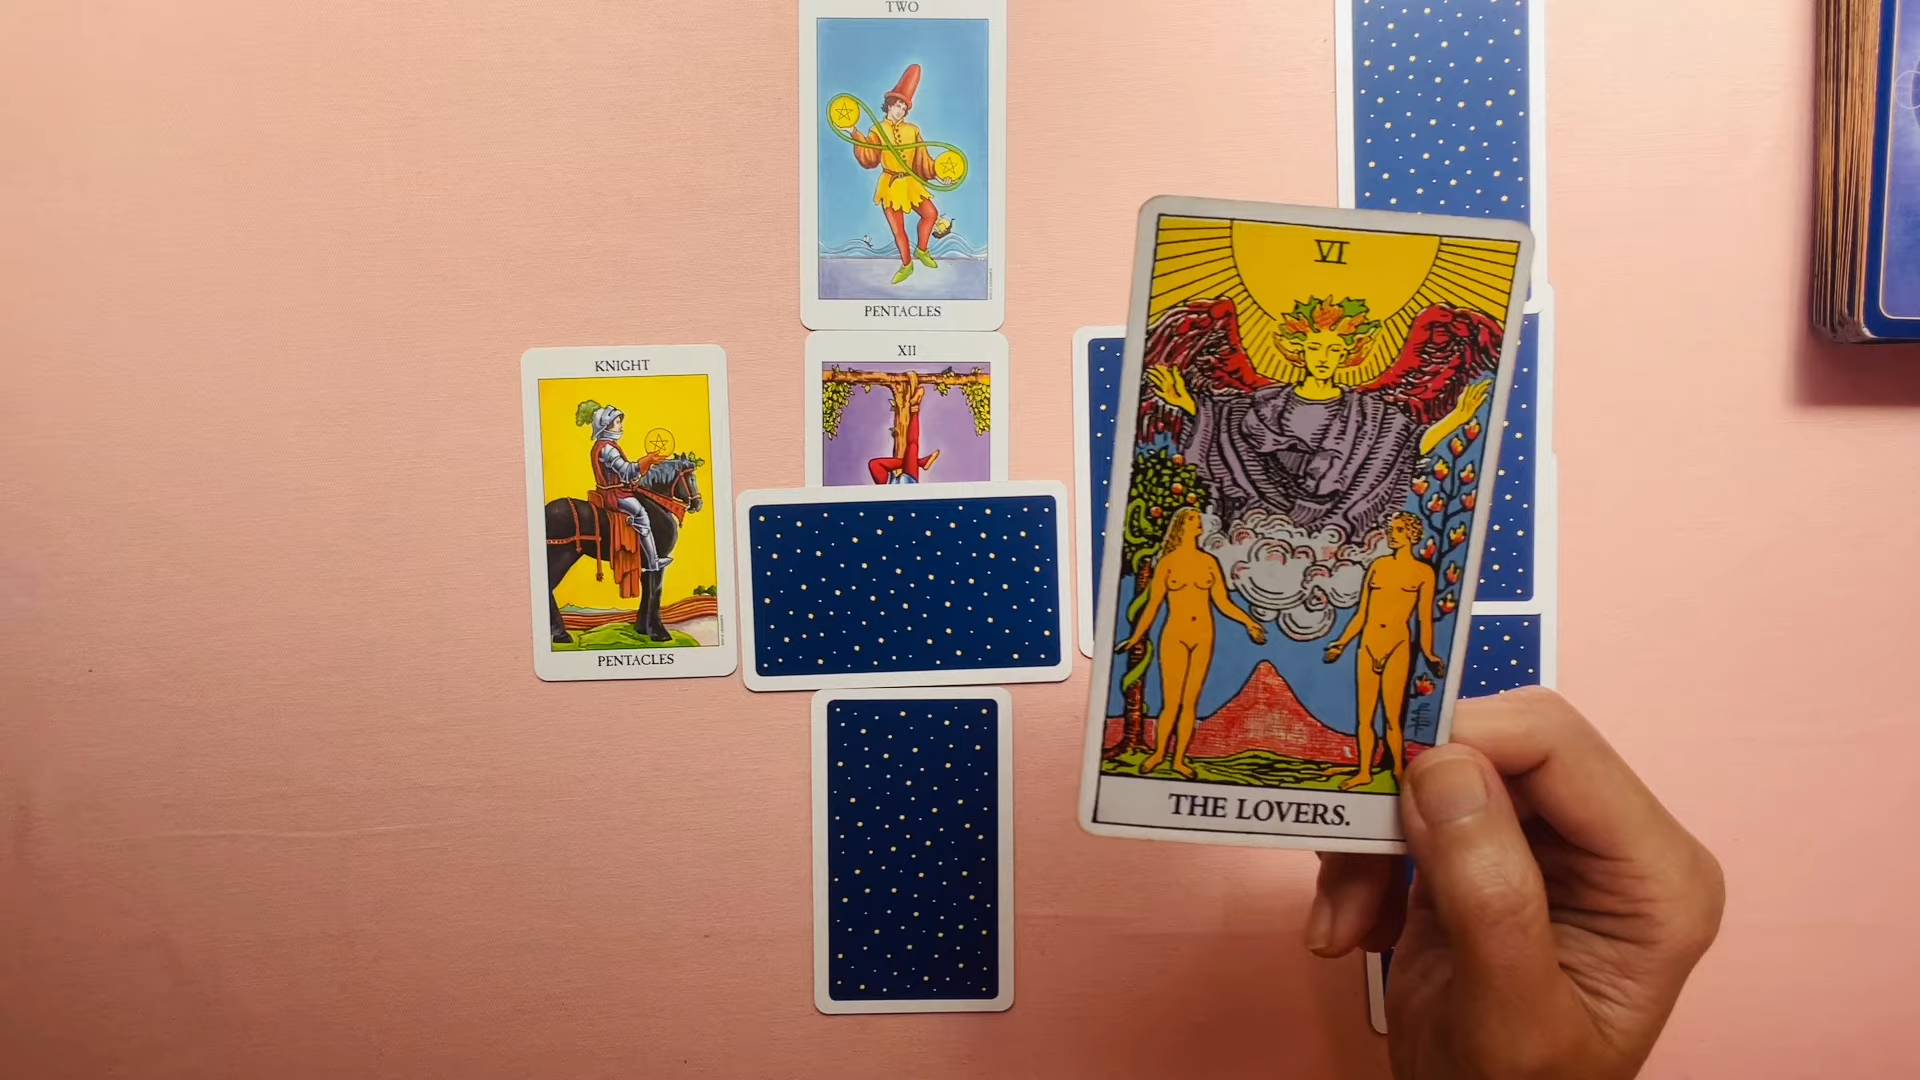 TWO
PENTACLES
KNIGHT
PENTACLES
XII
VI
THE LOVERS.